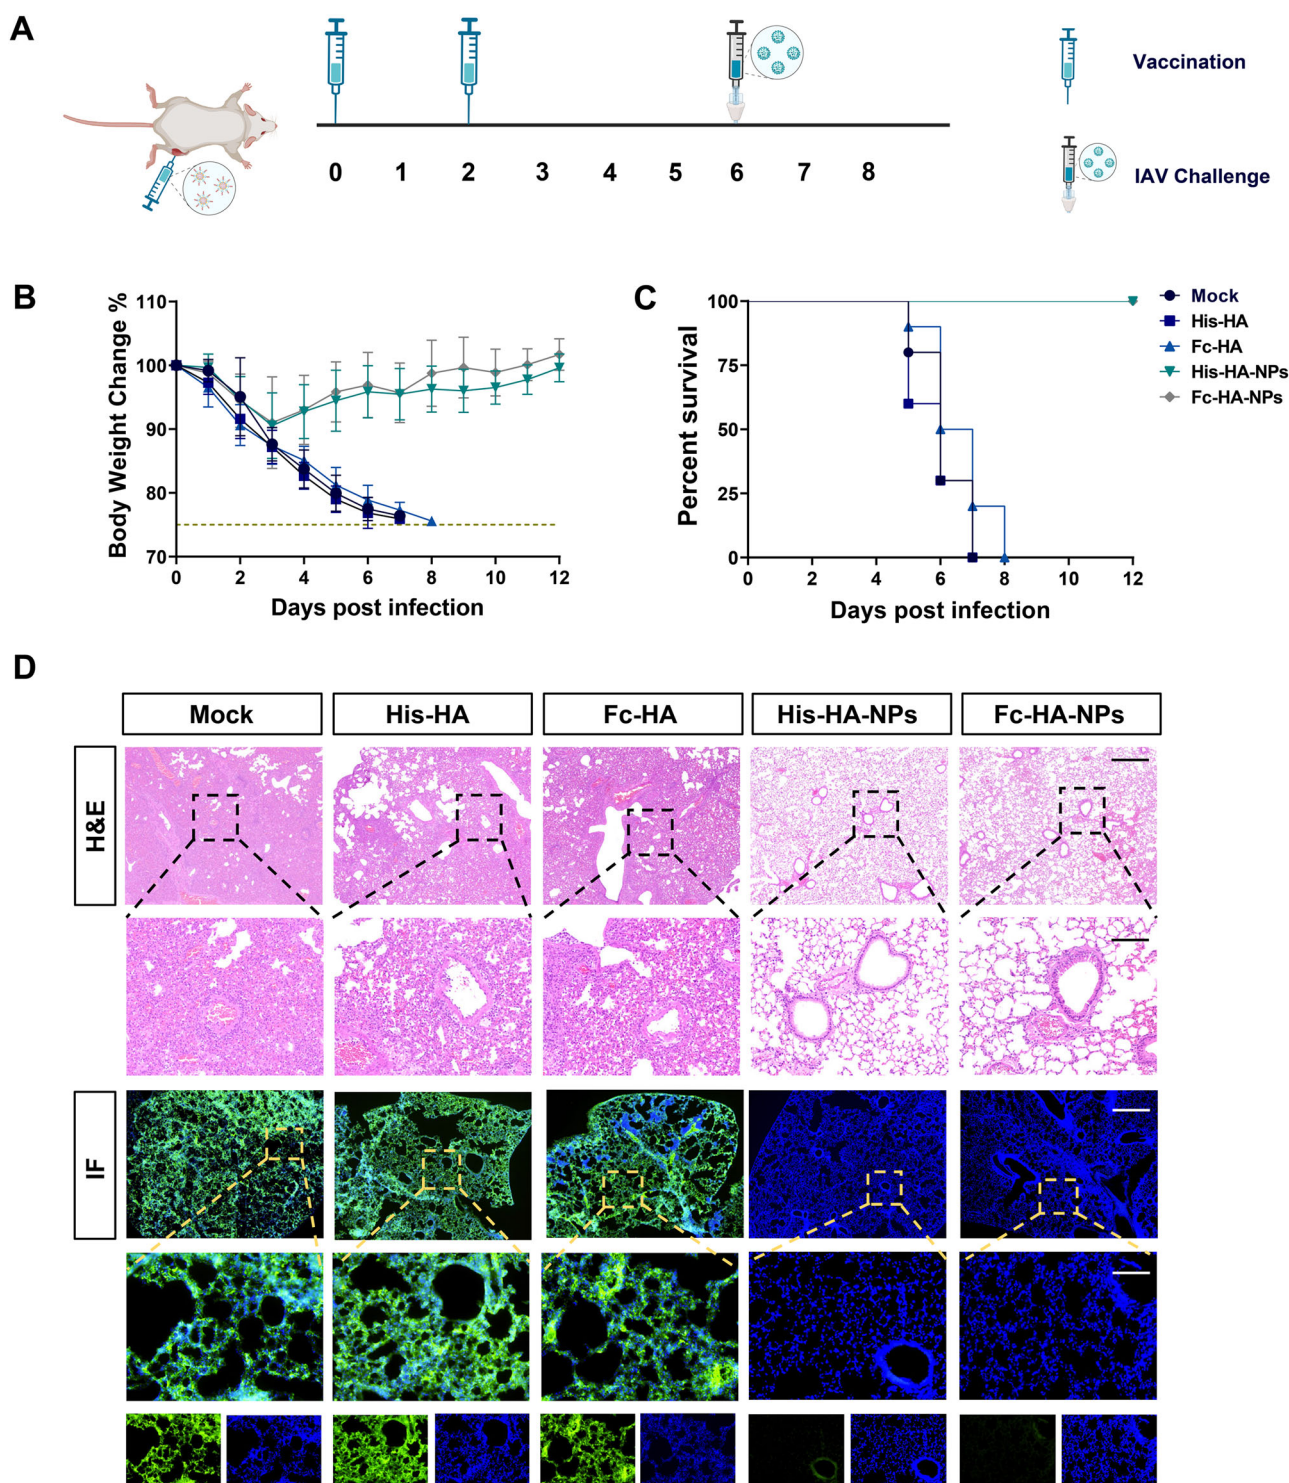 A
Vaccination
0 1 2 3 4 5 6 7 8
IAV Challenge
B
Body Weight Change %
110
100
90
80
70
0 2 4 6 8 10 12
Days post infection
C
Percent survival
100
75
50
25
0
0 2 4 6 8 10 12
Days post infection
Mock
His-HA
Fc-HA
His-HA-NPs
Fc-HA-NPs
D
Mock His-HA Fc-HA His-HA-NPs Fc-HA-NPs
H&E
IF